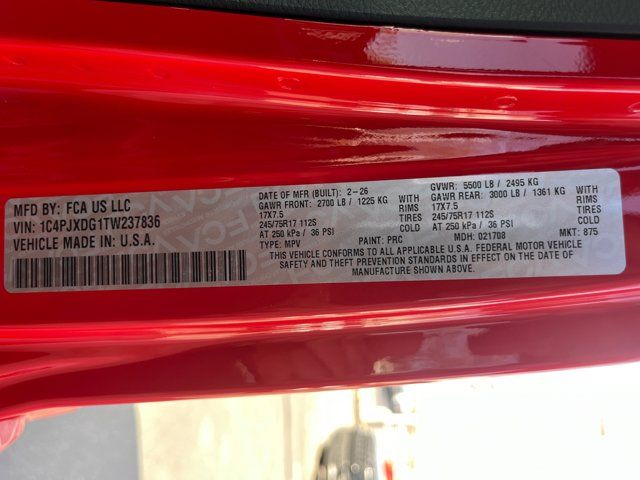 MFD BY: FCA US LLC
VIN: 1C4PJXDG1TW237836
VEHICLE MADE IN: U.S.A.
DATE OF MFR (BUILT): 2-26
GAWR FRONT: 2700 LB / 1225 KG WITH
17X7.5 RIMS
245/75R17 112S TIRES
AT 250 kPa / 36 PSI COLD
TYPE: MPV PAINT: PRC
GVWR: 5500 LB / 2495 KG
GAWR REAR: 3000 LB / 1361 KG WITH
17X7.5 RIMS
245/75R17 112S TIRES
AT 250 kPa / 36 PSI COLD
MDH: 021708 MKT: 875
THIS VEHICLE CONFORMS TO ALL APPLICABLE U.S.A. FEDERAL MOTOR VEHICLE
SAFETY AND THEFT PREVENTION STANDARDS IN EFFECT ON THE DATE OF
MANUFACTURE SHOWN ABOVE.